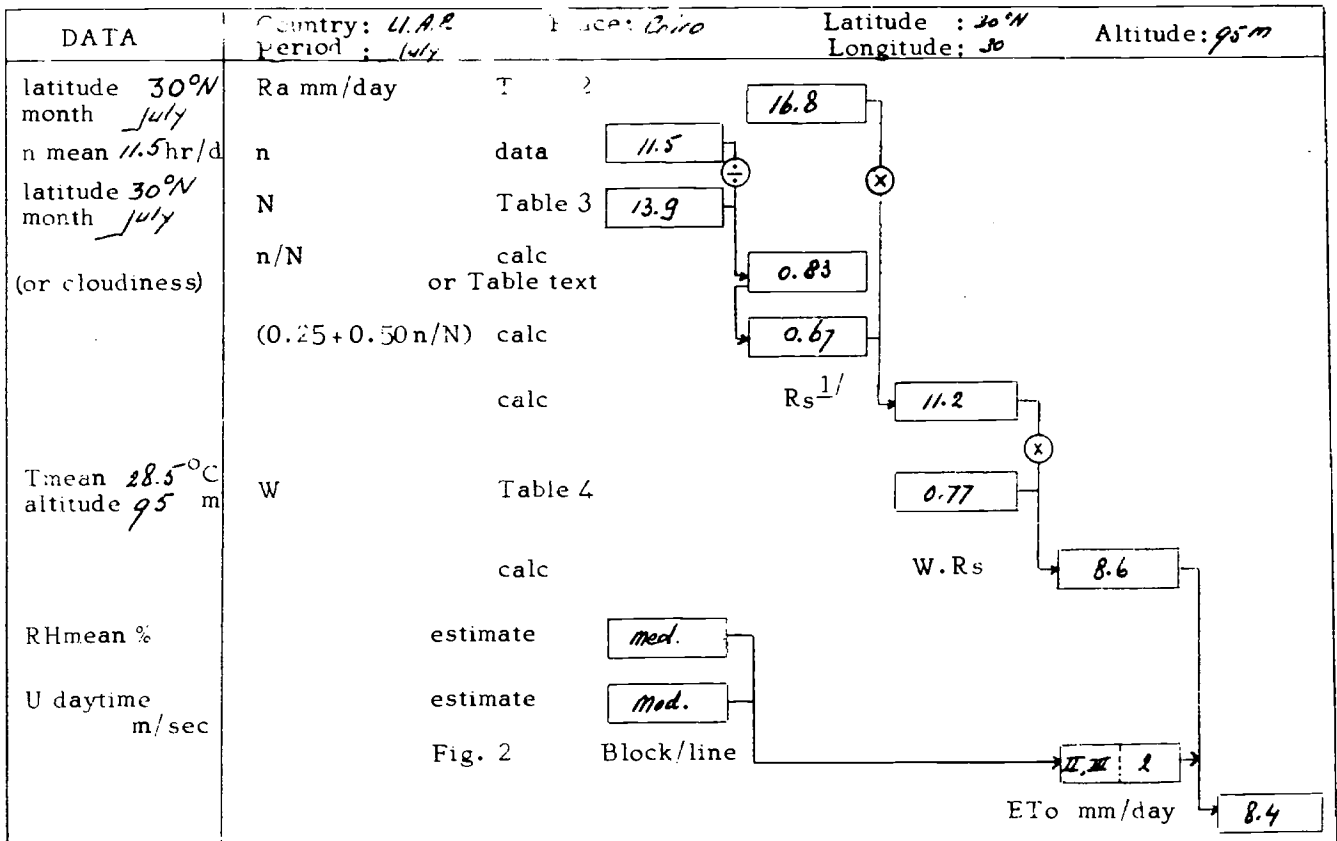 DATA Country: U.A.R. Place: Cairo Latitude : 30°N Altitude: 95 m
Period : July Longitude: 30
latitude 30°N Ra mm/day T 2 16.8
month July
n mean 11.5 hr/d n data 11.5
÷ x
latitude 30°N N Table 3 13.9
month July
n/N calc 0.83
(or cloudiness) or Table text
(0.25+0.50 n/N) calc 0.67
calc Rs 1/ 11.2
x
Tmean 28.5 °C
altitude 95 m W Table 4 0.77
calc W.Rs 8.6
RHmean % estimate med.
U daytime estimate mod.
m/sec
Fig. 2 Block/line II, III 2
ETo mm/day 8.4